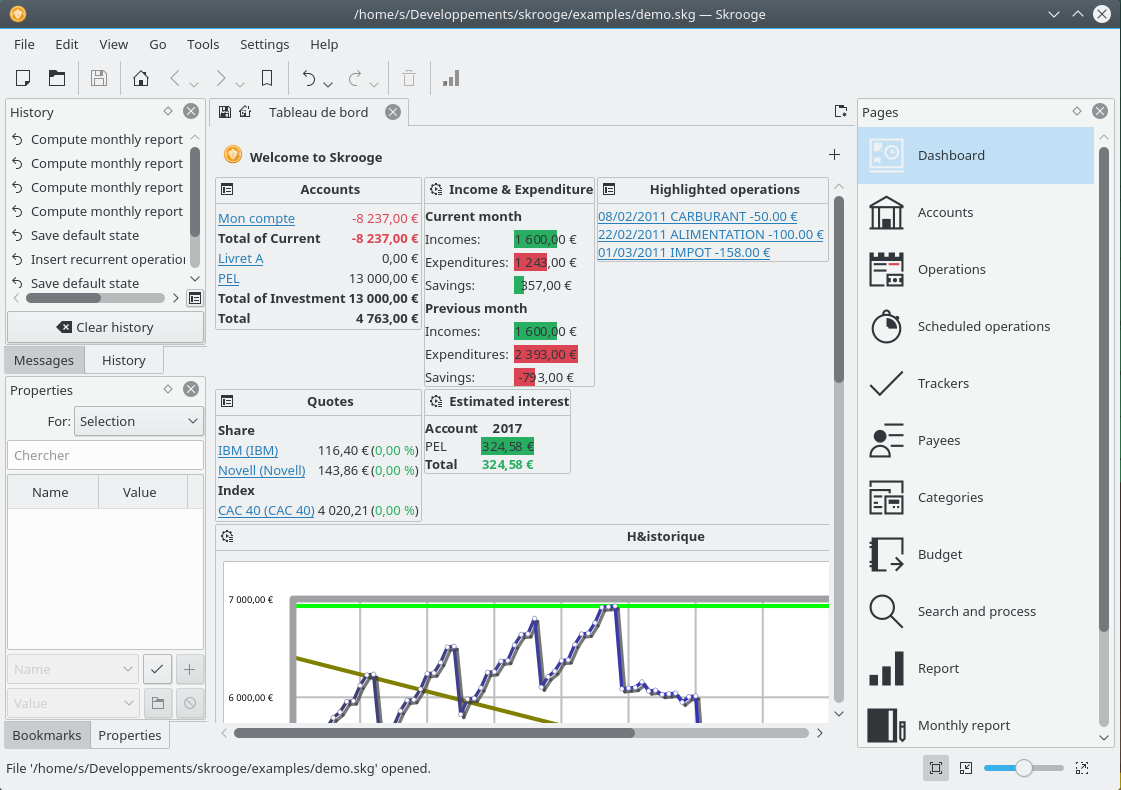 /home/s/Developpements/skrooge/examples/demo.skg — Skrooge
File Edit View Go Tools Settings Help
History
Compute monthly report
Compute monthly report
Compute monthly report
Compute monthly report
Save default state
Insert recurrent operation
Save default state
Clear history
Messages History
Properties
For: Selection
Chercher
Name Value
Name
Value
Bookmarks Properties
Tableau de bord
Welcome to Skrooge
Accounts
Mon compte -8 237,00 €
Total of Current -8 237,00 €
Livret A 0,00 €
PEL 13 000,00 €
Total of Investment 13 000,00 €
Total 4 763,00 €
Income & Expenditure
Current month
Incomes: 1 600,00 €
Expenditures: 1 243,00 €
Savings: 357,00 €
Previous month
Incomes: 1 600,00 €
Expenditures: 2 393,00 €
Savings: -793,00 €
Highlighted operations
08/02/2011 CARBURANT -50.00 €
22/02/2011 ALIMENTATION -100.00 €
01/03/2011 IMPOT -158.00 €
Quotes
Share
IBM (IBM) 116,40 € (0,00 %)
Novell (Novell) 143,86 € (0,00 %)
Index
CAC 40 (CAC 40) 4 020,21 (0,00 %)
Estimated interest
Account 2017
PEL 324,58 €
Total 324,58 €
H&istorique
7 000,00 €
6 000,00 €
Pages
Dashboard
Accounts
Operations
Scheduled operations
Trackers
Payees
Categories
Budget
Search and process
Report
Monthly report
File '/home/s/Developpements/skrooge/examples/demo.skg' opened.